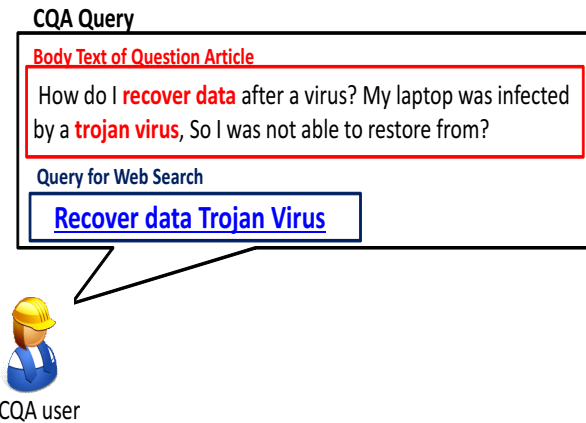 CQA Query
Body Text of Question Article
How do I recover data after a virus? My laptop was infected
by a trojan virus, So I was not able to restore from?
Query for Web Search
Recover data Trojan Virus
CQA user